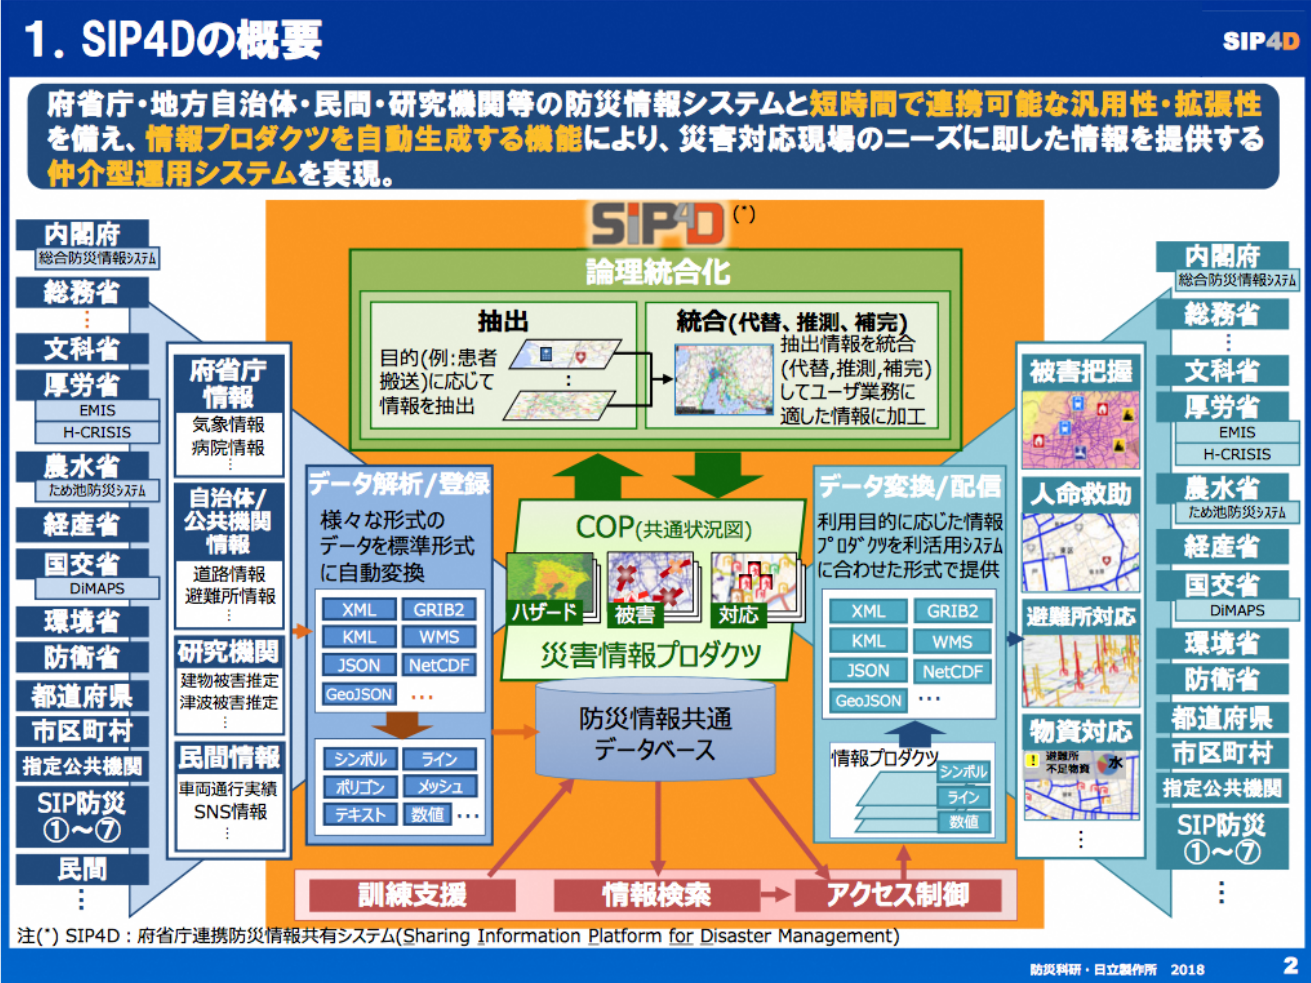 1. SIP4Dの概要
SIP4D
府省庁・地方自治体・民間・研究機関等の防災情報システムと短時間で連携可能な汎用性・拡張性
を備え、情報プロダクツを自動生成する機能により、災害対応現場のニーズに即した情報を提供する
仲介型運用システムを実現。
内閣府
総合防災情報ｼｽﾃﾑ
総務省
⋮
文科省
厚労省
EMIS
H-CRISIS
農水省
ため池防災ｼｽﾃﾑ
経産省
国交省
DiMAPS
環境省
防衛省
都道府県
市区町村
指定公共機関
SIP防災
①〜⑦
民間
⋮
府省庁
情報
気象情報
病院情報
⋮
自治体/
公共機関
情報
道路情報
避難所情報
⋮
研究機関
建物被害推定
津波被害推定
⋮
民間情報
車両通行実績
SNS情報
⋮
SIP4D(*)
論理統合化
抽出
目的(例:患者
搬送)に応じて
情報を抽出
⋮
統合(代替、推測、補完)
抽出情報を統合
(代替,推測,補完)
してユーザ業務に
適した情報に加工
データ解析/登録
様々な形式の
データを標準形式
に自動変換
XML GRIB2
KML WMS
JSON NetCDF
GeoJSON …
シンボル ライン
ポリゴン メッシュ
テキスト 数値 …
COP(共通状況図)
ハザード 被害 対応
災害情報プロダクツ
防災情報共通
データベース
データ変換/配信
利用目的に応じた情報
ﾌﾟﾛﾀﾞｸﾂを利活用ｼｽﾃﾑ
に合わせた形式で提供
XML GRIB2
KML WMS
JSON NetCDF
GeoJSON …
情報プロダクツ
シンボル
ライン
数値
訓練支援 情報検索 アクセス制御
被害把握
人命救助
避難所対応
物資対応
! 避難所
不足物資
水
⋮
内閣府
総合防災情報ｼｽﾃﾑ
総務省
⋮
文科省
厚労省
EMIS
H-CRISIS
農水省
ため池防災ｼｽﾃﾑ
経産省
国交省
DiMAPS
環境省
防衛省
都道府県
市区町村
指定公共機関
SIP防災
①〜⑦
⋮
注(*) SIP4D：府省庁連携防災情報共有システム(Sharing Information Platform for Disaster Management)
防災科研・日立製作所 2018
2